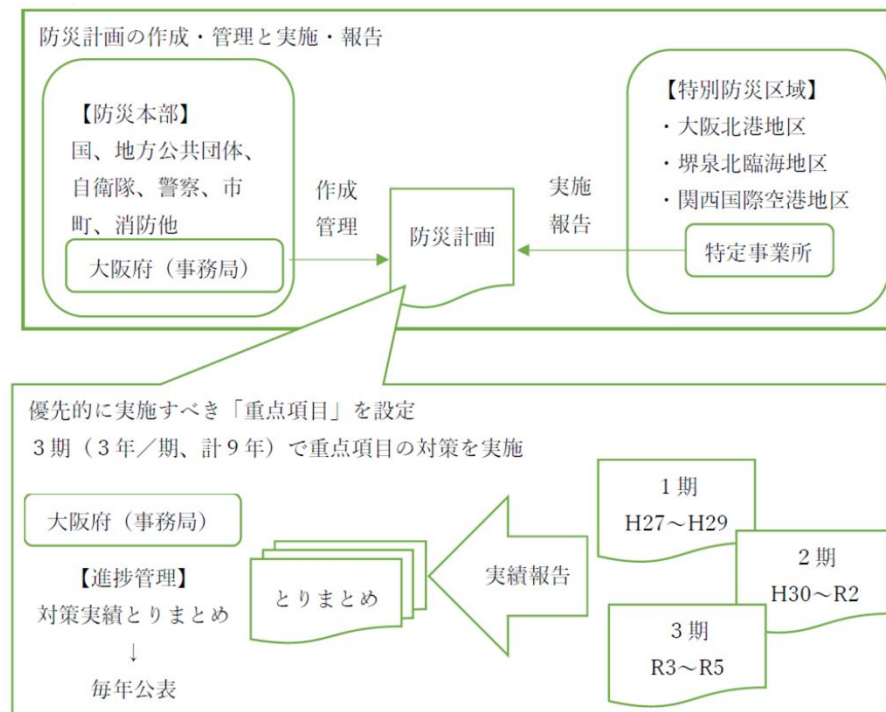 防災計画の作成・管理と実施・報告
【防災本部】
国、地方公共団体、
自衛隊、警察、市
町、消防他
大阪府（事務局）
作成
管理
防災計画
実施
報告
【特別防災区域】
・大阪北港地区
・堺泉北臨海地区
・関西国際空港地区
特定事業所
優先的に実施すべき「重点項目」を設定
３期（３年／期、計９年）で重点項目の対策を実施
大阪府（事務局）
【進捗管理】
対策実績とりまとめ
↓
毎年公表
とりまとめ
実績報告
１期
H27～H29
２期
H30～R2
３期
R3～R5